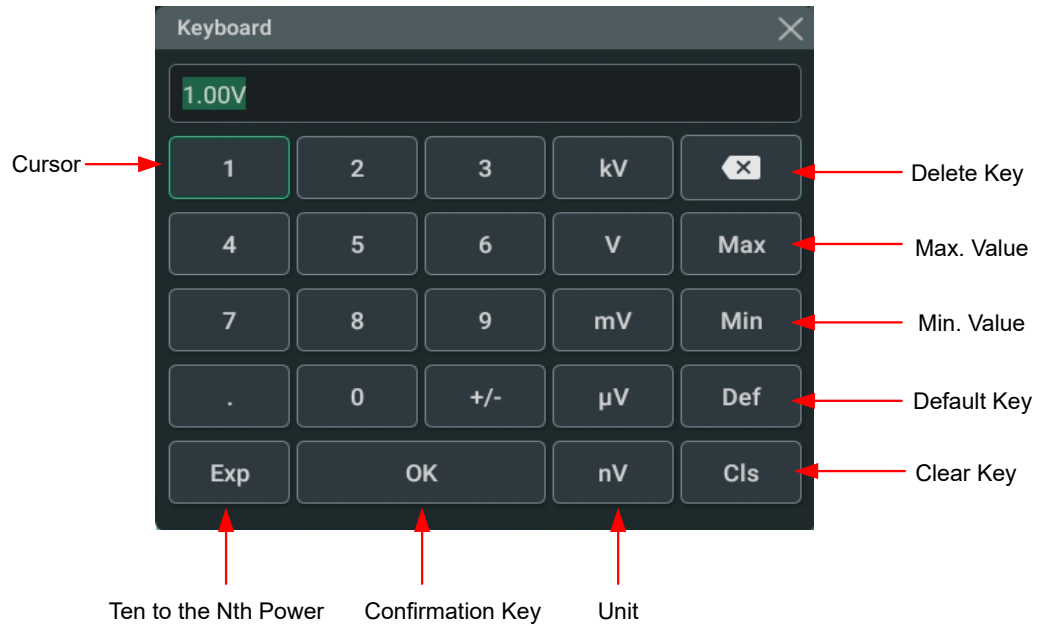 Keyboard
1.00V
Cursor
1 2 3 kV
Delete Key
4 5 6 V Max
Max. Value
7 8 9 mV Min
Min. Value
. 0 +/- µV Def
Default Key
Exp OK nV Cls
Clear Key
Ten to the Nth Power Confirmation Key Unit